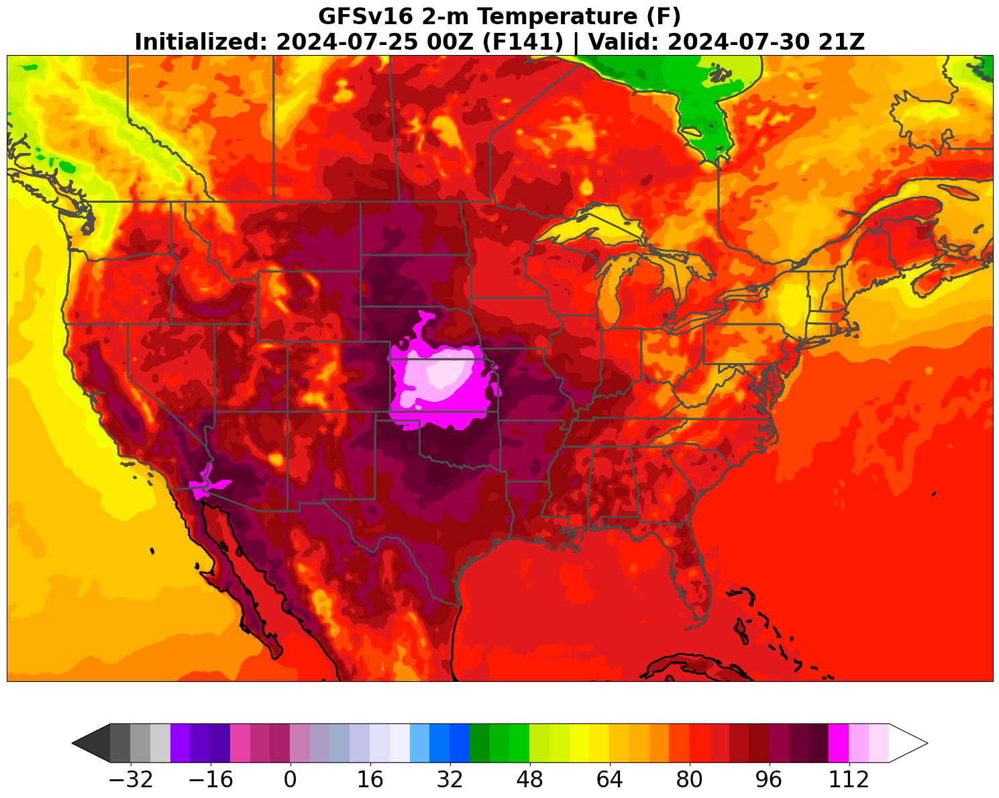 GFSv16 2-m Temperature (F)
Initialized: 2024-07-25 00Z (F141) | Valid: 2024-07-30 21Z
−32 −16 0 16 32 48 64 80 96 112